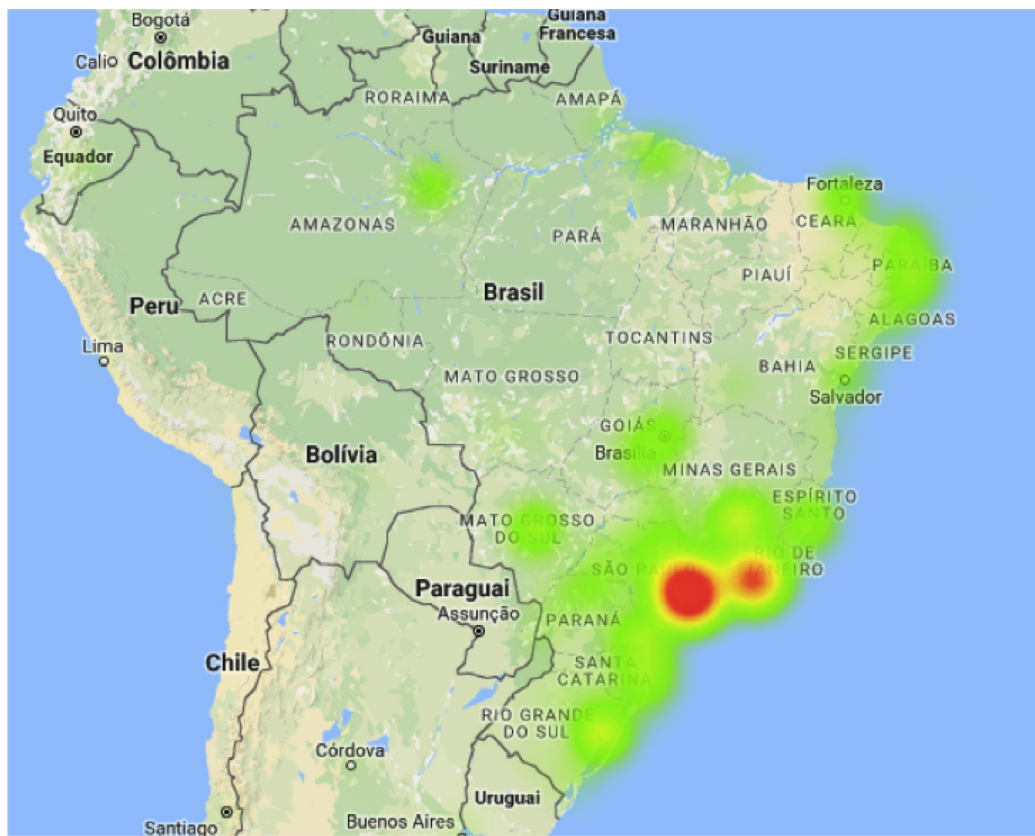 Bogotá
Cali
Colômbia
Guiana
Guiana
Francesa
Suriname
RORAIMA
AMAPÁ
Quito
Equador
Fortaleza
AMAZONAS
PARÁ
MARANHÃO
CEARÁ
PARAÍBA
PIAUÍ
Peru
ACRE
Brasil
ALAGOAS
RONDÔNIA
TOCANTINS
SERGIPE
Lima
MATO GROSSO
BAHIA
Salvador
GOIÁS
Brasília
Bolívia
MINAS GERAIS
ESPÍRITO
SANTO
MATO GROSSO
DO SUL
RIO DE
JANEIRO
SÃO PAULO
Paraguai
Assunção
PARANÁ
Chile
SANTA
CATARINA
RIO GRANDE
DO SUL
Córdova
Uruguai
Santiago
Buenos Aires